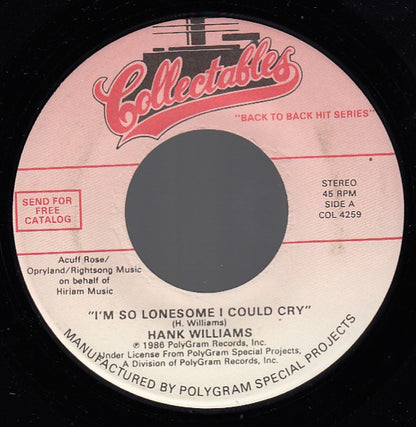 Collectables
"BACK TO BACK HIT SERIES"
STEREO
45 RPM
SIDE A
COL 4259
SEND FOR
FREE
CATALOG
Acuff Rose/
Opryland/Rightsong Music
on behalf of
Hiriam Music
"I'M SO LONESOME I COULD CRY"
(H. Williams)
HANK WILLIAMS
℗ 1986 PolyGram Records, Inc.
Under License From PolyGram Special Projects,
A Division of PolyGram Records, Inc.
MANUFACTURED BY POLYGRAM SPECIAL PROJECTS